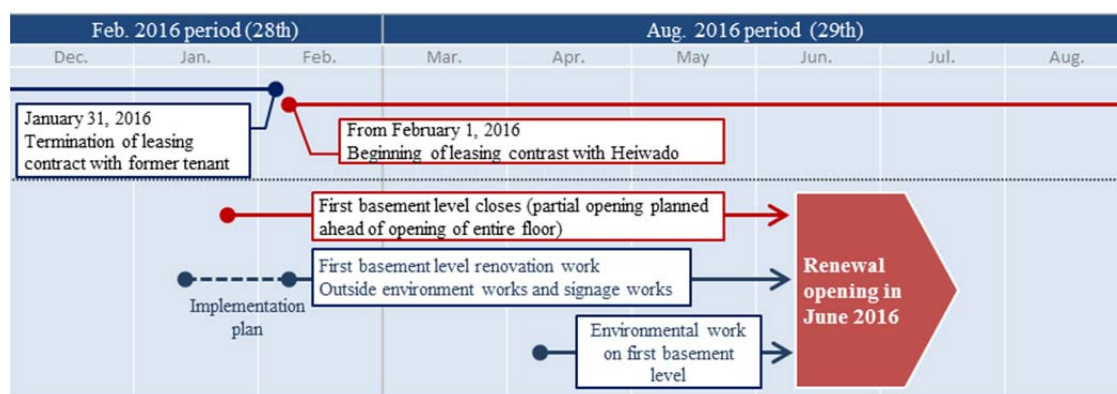 Feb. 2016 period (28th)
Aug. 2016 period (29th)
Dec.
Jan.
Feb.
Mar.
Apr.
May
Jun.
Jul.
Aug.
January 31, 2016
Termination of leasing
contract with former tenant
From February 1, 2016
Beginning of leasing contrast with Heiwado
First basement level closes (partial opening planned
ahead of opening of entire floor)
First basement level renovation work
Outside environment works and signage works
Implementation
plan
Environmental work
on first basement
level
Renewal
opening in
June 2016